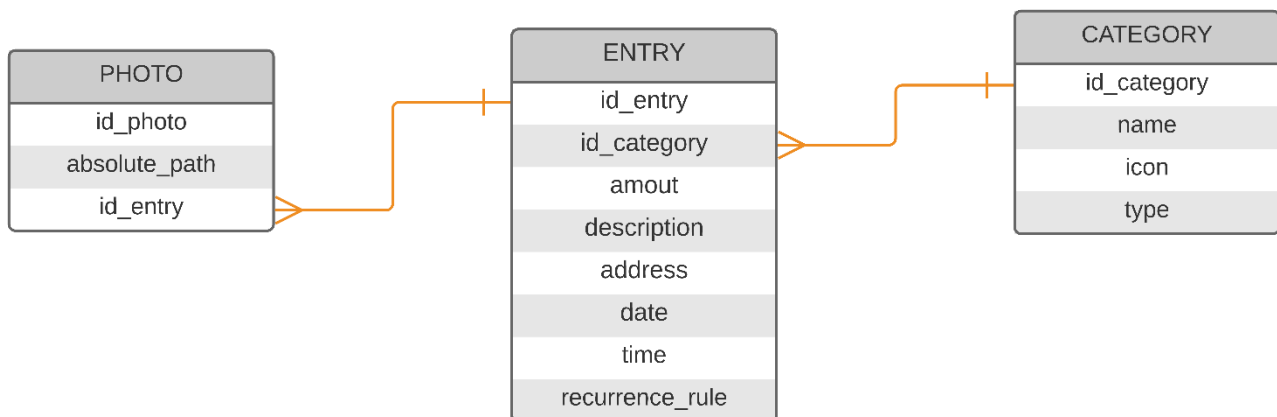 PHOTO
id_photo
absolute_path
id_entry
ENTRY
id_entry
id_category
amout
description
address
date
time
recurrence_rule
CATEGORY
id_category
name
icon
type